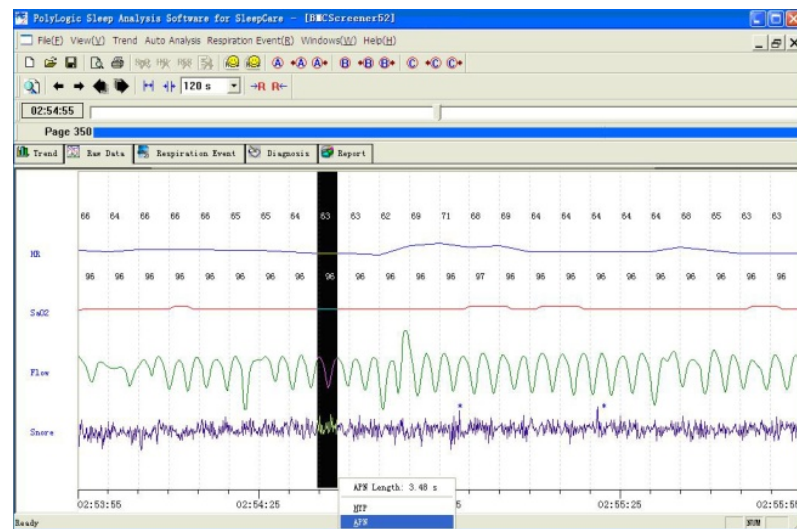 PolyLogic Sleep Analysis Software for SleepCare - [BMCScreener52]
File(F) View(V) Trend Auto Analysis Respiration Event(R) Windows(W) Help(H)
120 s
02:54:55
Page 350
Trend Raw Data Respiration Event Diagnosis Report
66 64 66 66 66 65 65 64 63 63 62 69 71 68 69 64 64 64 64 68 65 63 63
HR
96 96 96 96 96 96 96 96 96 96 96 96 96 97 96 96 96 96 96 96 96 96 96
SaO2
Flow
Snore
APN Length: 3.48 s
HYP
APN
02:53:55 02:54:25 02:55:25
Ready NUM